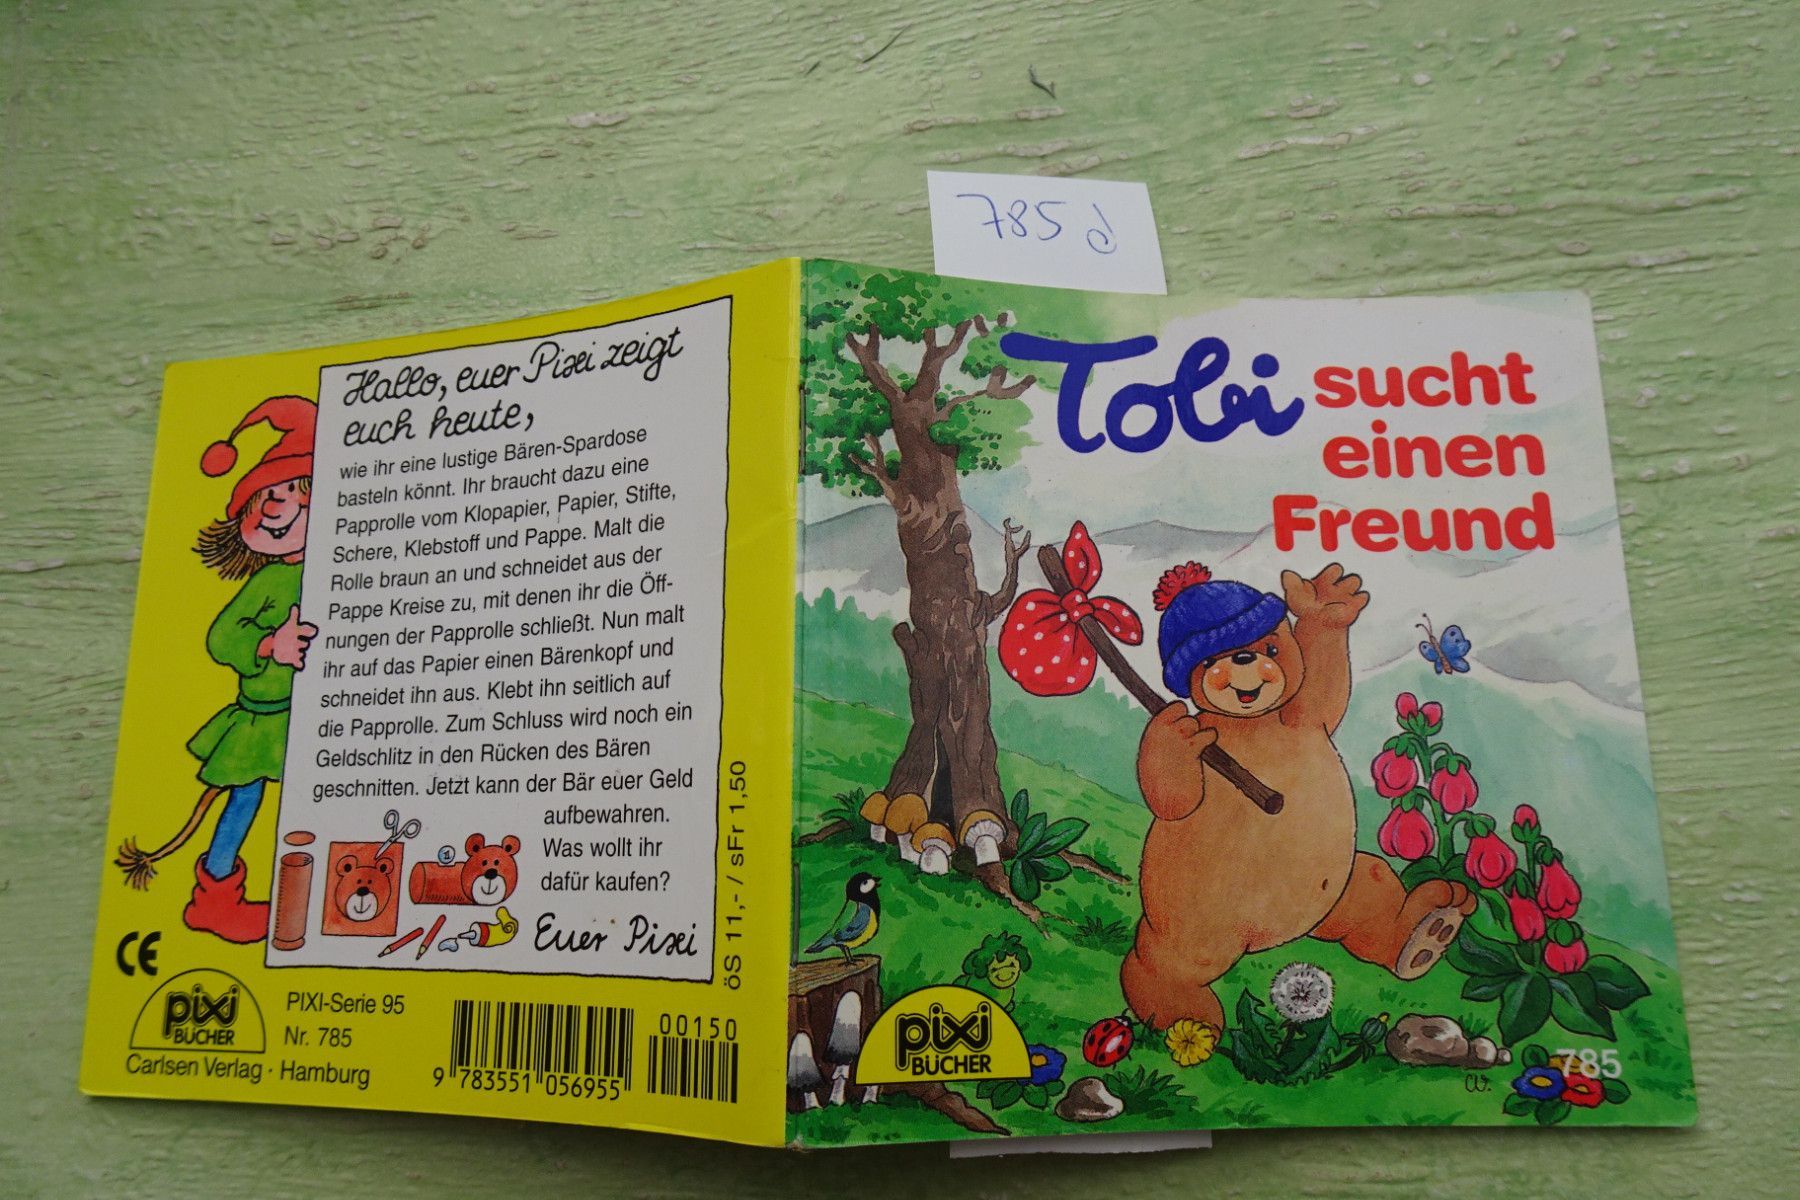 785 d
Hallo, euer Pixi zeigt
euch heute,
wie ihr eine lustige Bären-Spardose
basteln könnt. Ihr braucht dazu eine
Papprolle vom Klopapier, Papier, Stifte,
Schere, Klebstoff und Pappe. Malt die
Rolle braun an und schneidet aus der
Pappe Kreise zu, mit denen ihr die Öff-
nungen der Papprolle schließt. Nun malt
ihr auf das Papier einen Bärenkopf und
schneidet ihn aus. Klebt ihn seitlich auf
die Papprolle. Zum Schluss wird noch ein
Geldschlitz in den Rücken des Bären
geschnitten. Jetzt kann der Bär euer Geld
aufbewahren.
Was wollt ihr
dafür kaufen?
Euer Pixi
1
öS 11,- / sFr 1,50
CE
pixi
BÜCHER
PIXI-Serie 95
Nr. 785
Carlsen Verlag · Hamburg
9 783551 056955
00150
Tobi sucht
einen
Freund
pixi
BÜCHER
785